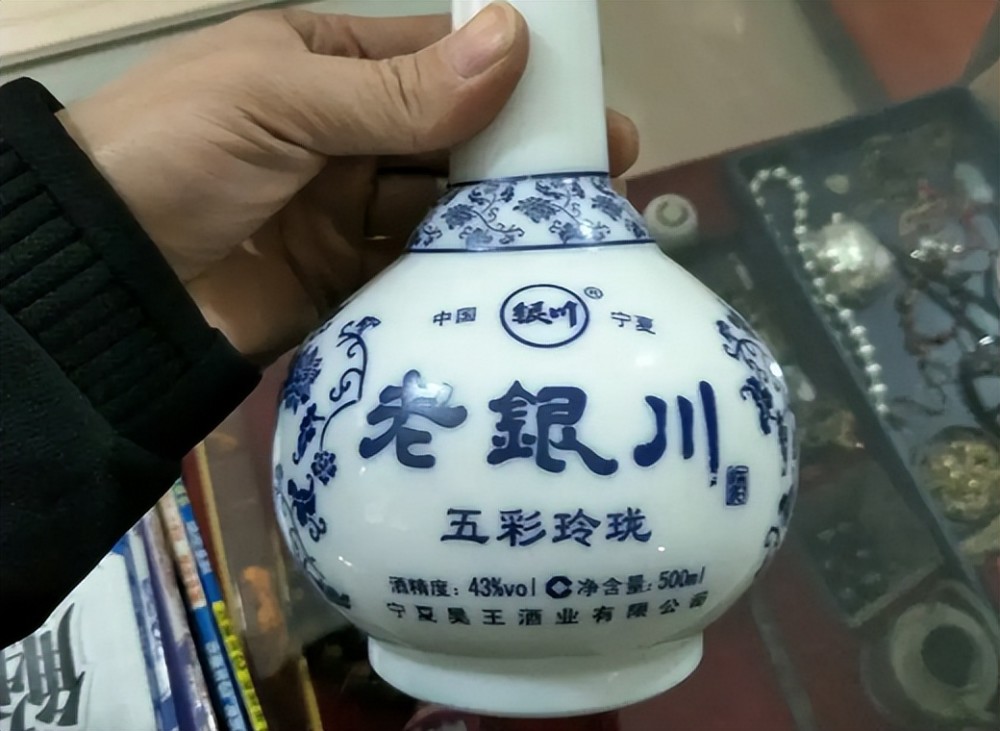 中国 銀川® 宁夏
老銀川
五彩玲珑
酒精度: 43%vol 净含量: 500ml
宁夏昊王酒业有限公司